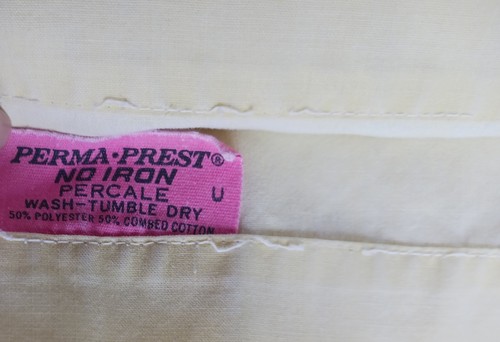 PERMA·PREST®
NO IRON
PERCALE U
WASH-TUMBLE DRY
50% POLYESTER 50% COMBED COTTON